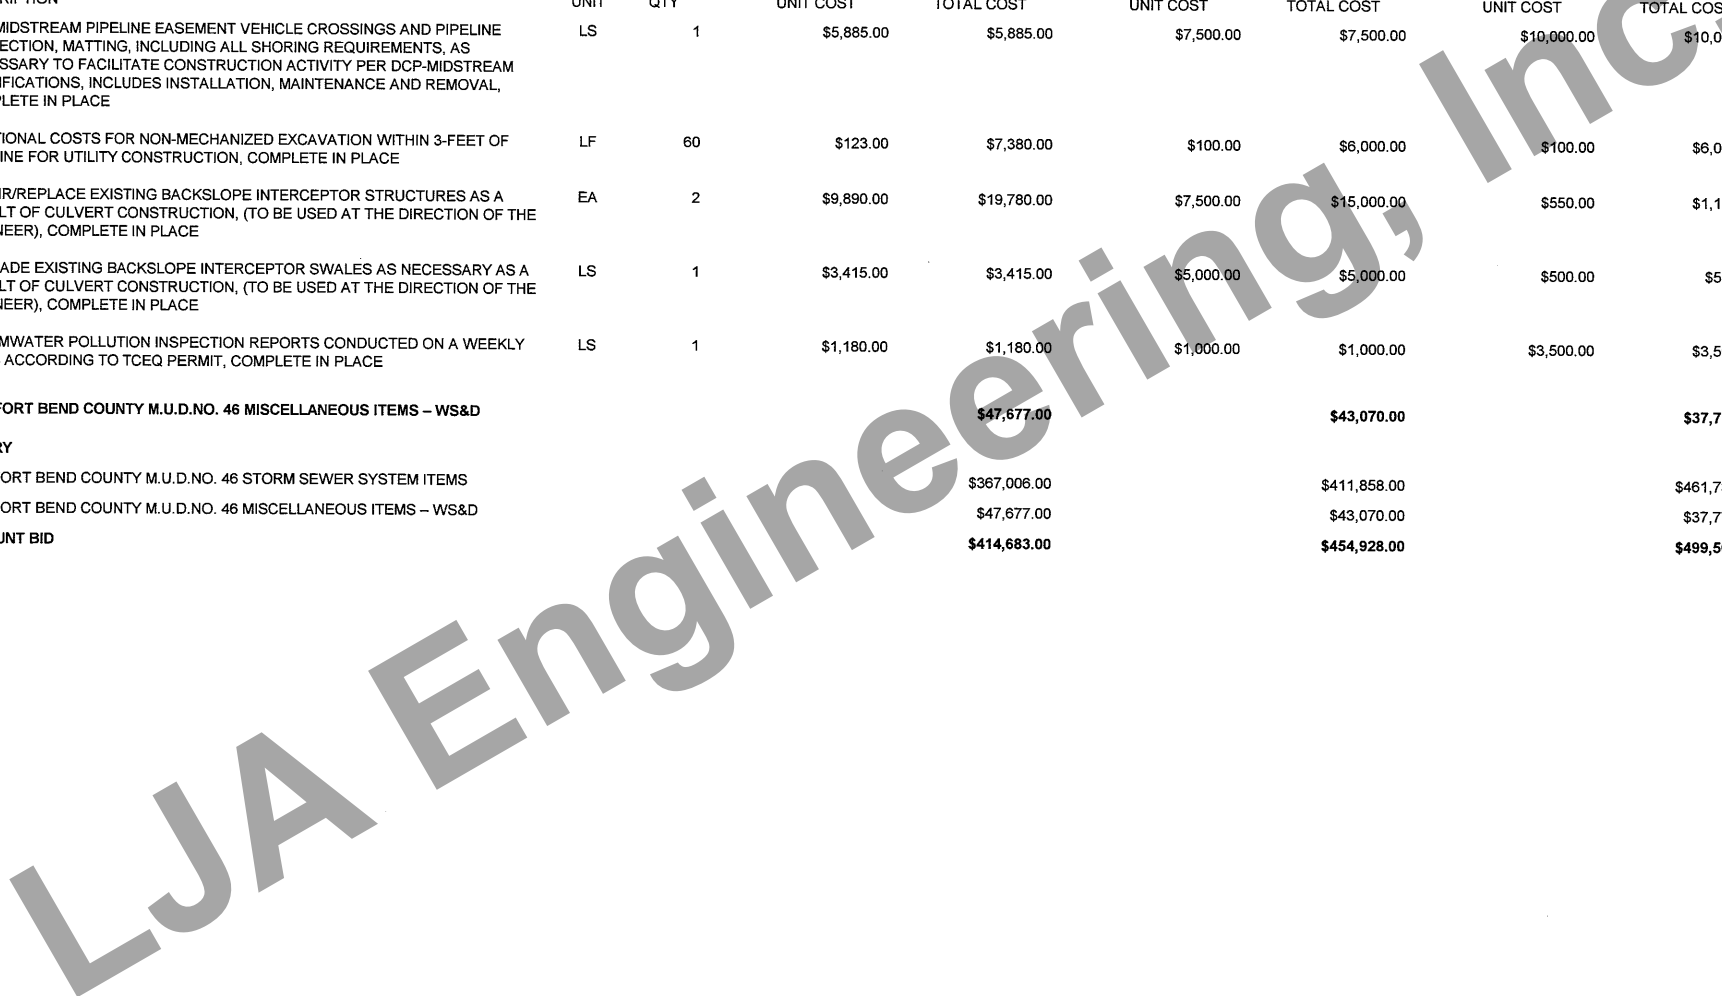 UNIT QTY UNIT COST TOTAL COST UNIT COST TOTAL COST UNIT COST TOTAL COS
MIDSTREAM PIPELINE EASEMENT VEHICLE CROSSINGS AND PIPELINE LS 1 $5,885.00 $5,885.00 $7,500.00 $7,500.00 $10,000.00 $10,0
ECTION, MATTING, INCLUDING ALL SHORING REQUIREMENTS, AS
SSARY TO FACILITATE CONSTRUCTION ACTIVITY PER DCP-MIDSTREAM
IFICATIONS, INCLUDES INSTALLATION, MAINTENANCE AND REMOVAL,
PLETE IN PLACE
TIONAL COSTS FOR NON-MECHANIZED EXCAVATION WITHIN 3-FEET OF LF 60 $123.00 $7,380.00 $100.00 $6,000.00 $100.00 $6,0
INE FOR UTILITY CONSTRUCTION, COMPLETE IN PLACE
IR/REPLACE EXISTING BACKSLOPE INTERCEPTOR STRUCTURES AS A EA 2 $9,890.00 $19,780.00 $7,500.00 $15,000.00 $550.00 $1,1
LT OF CULVERT CONSTRUCTION, (TO BE USED AT THE DIRECTION OF THE
NEER), COMPLETE IN PLACE
ADE EXISTING BACKSLOPE INTERCEPTOR SWALES AS NECESSARY AS A LS 1 $3,415.00 $3,415.00 $5,000.00 $5,000.00 $500.00 $5
LT OF CULVERT CONSTRUCTION, (TO BE USED AT THE DIRECTION OF THE
NEER), COMPLETE IN PLACE
MWATER POLLUTION INSPECTION REPORTS CONDUCTED ON A WEEKLY LS 1 $1,180.00 $1,180.00 $1,000.00 $1,000.00 $3,500.00 $3,5
ACCORDING TO TCEQ PERMIT, COMPLETE IN PLACE
FORT BEND COUNTY M.U.D.NO. 46 MISCELLANEOUS ITEMS – WS&D $47,677.00 $43,070.00 $37,7
RY
ORT BEND COUNTY M.U.D.NO. 46 STORM SEWER SYSTEM ITEMS $367,006.00 $411,858.00 $461,7
ORT BEND COUNTY M.U.D.NO. 46 MISCELLANEOUS ITEMS – WS&D $47,677.00 $43,070.00 $37,7
UNT BID $414,683.00 $454,928.00 $499,5
LJA Engineering, Inc.